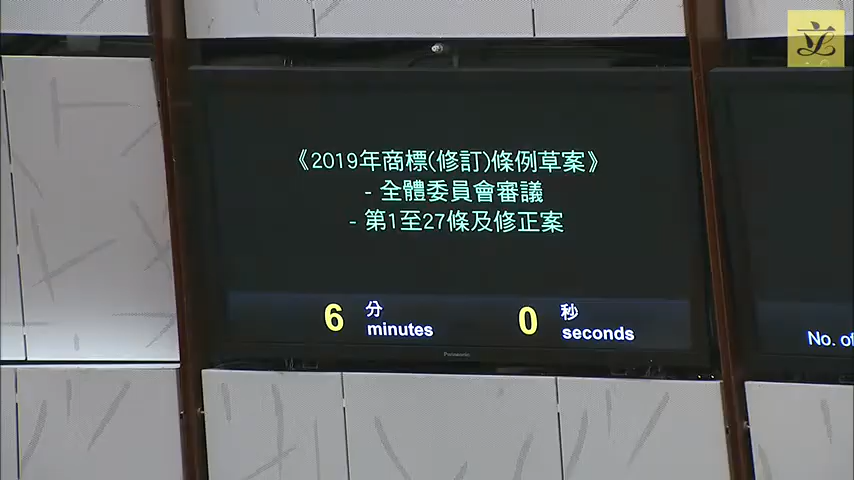 立
《2019年商標(修訂)條例草案》
- 全體委員會審議
- 第1至27條及修正案
6 分 minutes 0 秒 seconds
No. of
Panasonic